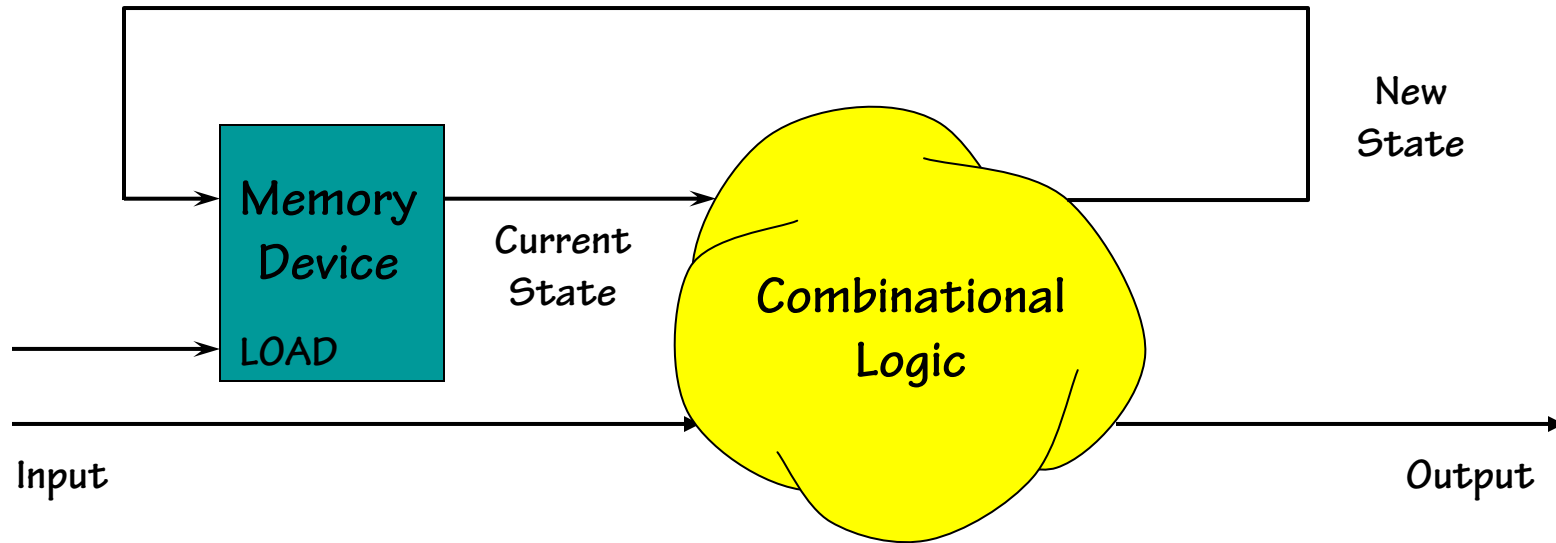 New
State
Memory
Device
LOAD
Current
State
Combinational
Logic
Input
Output